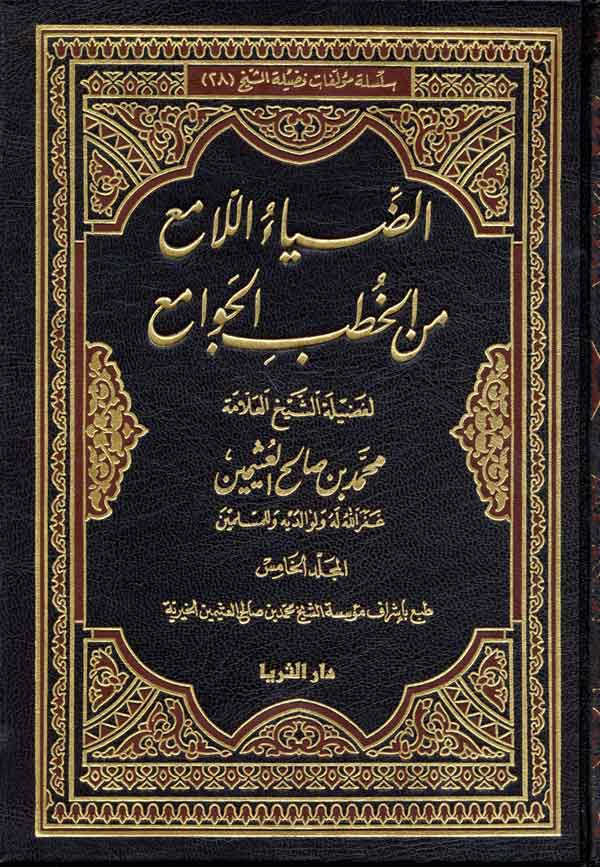 سلسلة مؤلفات فضيلة الشيخ (٣٨)
الضياء اللامع
من الخطب الجوامع
لفضيلة الشيخ العلامة
محمد بن صالح العثيمين
غفر الله له ولوالديه وللمسلمين
المجلد الخامس
طبع بإشراف مؤسسة الشيخ محمد بن صالح العثيمين الخيرية
دار الثريا